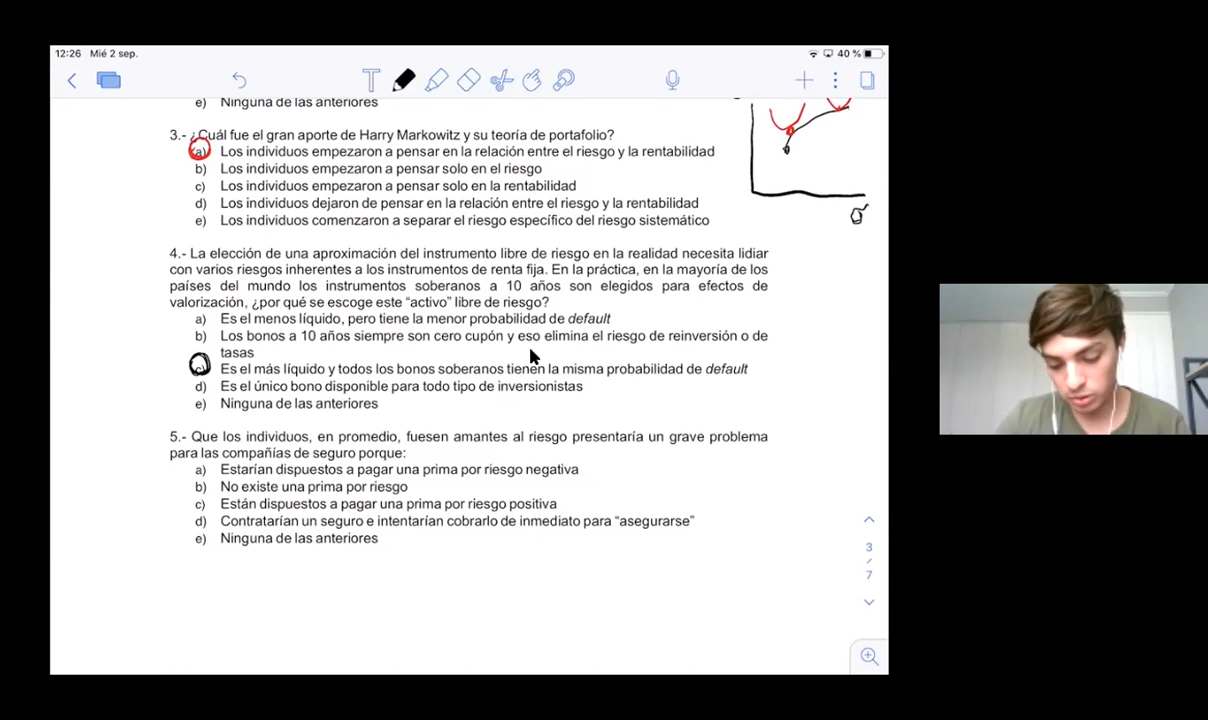 12:26 Mié 2 sep.
40 %
T
e) Ninguna de las anteriores
3.- ¿Cuál fue el gran aporte de Harry Markowitz y su teoría de portafolio?
a) Los individuos empezaron a pensar en la relación entre el riesgo y la rentabilidad
b) Los individuos empezaron a pensar solo en el riesgo
c) Los individuos empezaron a pensar solo en la rentabilidad
d) Los individuos dejaron de pensar en la relación entre el riesgo y la rentabilidad
e) Los individuos comenzaron a separar el riesgo específico del riesgo sistemático
σ
4.- La elección de una aproximación del instrumento libre de riesgo en la realidad necesita lidiar
con varios riesgos inherentes a los instrumentos de renta fija. En la práctica, en la mayoría de los
países del mundo los instrumentos soberanos a 10 años son elegidos para efectos de
valorización, ¿por qué se escoge este “activo” libre de riesgo?
a) Es el menos líquido, pero tiene la menor probabilidad de default
b) Los bonos a 10 años siempre son cero cupón y eso elimina el riesgo de reinversión o de
tasas
c) Es el más líquido y todos los bonos soberanos tienen la misma probabilidad de default
d) Es el único bono disponible para todo tipo de inversionistas
e) Ninguna de las anteriores
5.- Que los individuos, en promedio, fuesen amantes al riesgo presentaría un grave problema
para las compañías de seguro porque:
a) Estarían dispuestos a pagar una prima por riesgo negativa
b) No existe una prima por riesgo
c) Están dispuestos a pagar una prima por riesgo positiva
d) Contratarían un seguro e intentarían cobrarlo de inmediato para “asegurarse”
e) Ninguna de las anteriores
3
/
7